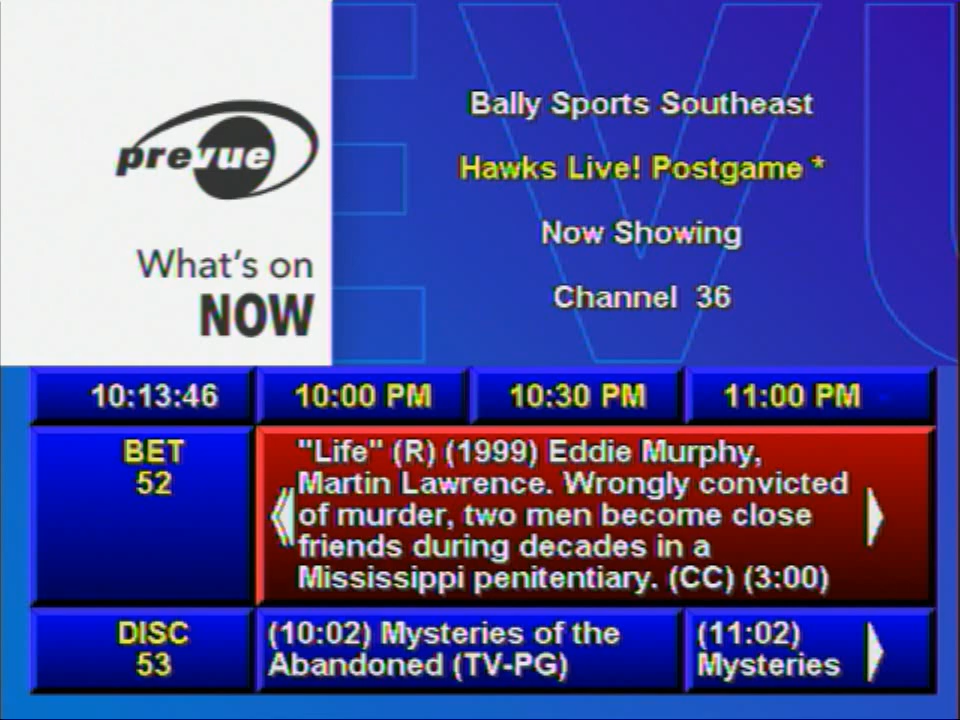 prevue
What's on
NOW
Bally Sports Southeast
Hawks Live! Postgame *
Now Showing
Channel 36
10:13:46 10:00 PM 10:30 PM 11:00 PM
BET
52
"Life" (R) (1999) Eddie Murphy,
Martin Lawrence. Wrongly convicted
of murder, two men become close
friends during decades in a
Mississippi penitentiary. (CC) (3:00)
DISC
53
(10:02) Mysteries of the
Abandoned (TV-PG)
(11:02)
Mysteries